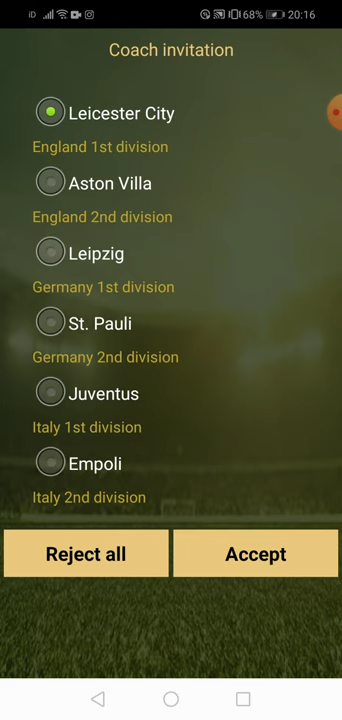 iD 68% 20:16
Coach invitation
Leicester City
England 1st division
Aston Villa
England 2nd division
Leipzig
Germany 1st division
St. Pauli
Germany 2nd division
Juventus
Italy 1st division
Empoli
Italy 2nd division
Reject all Accept